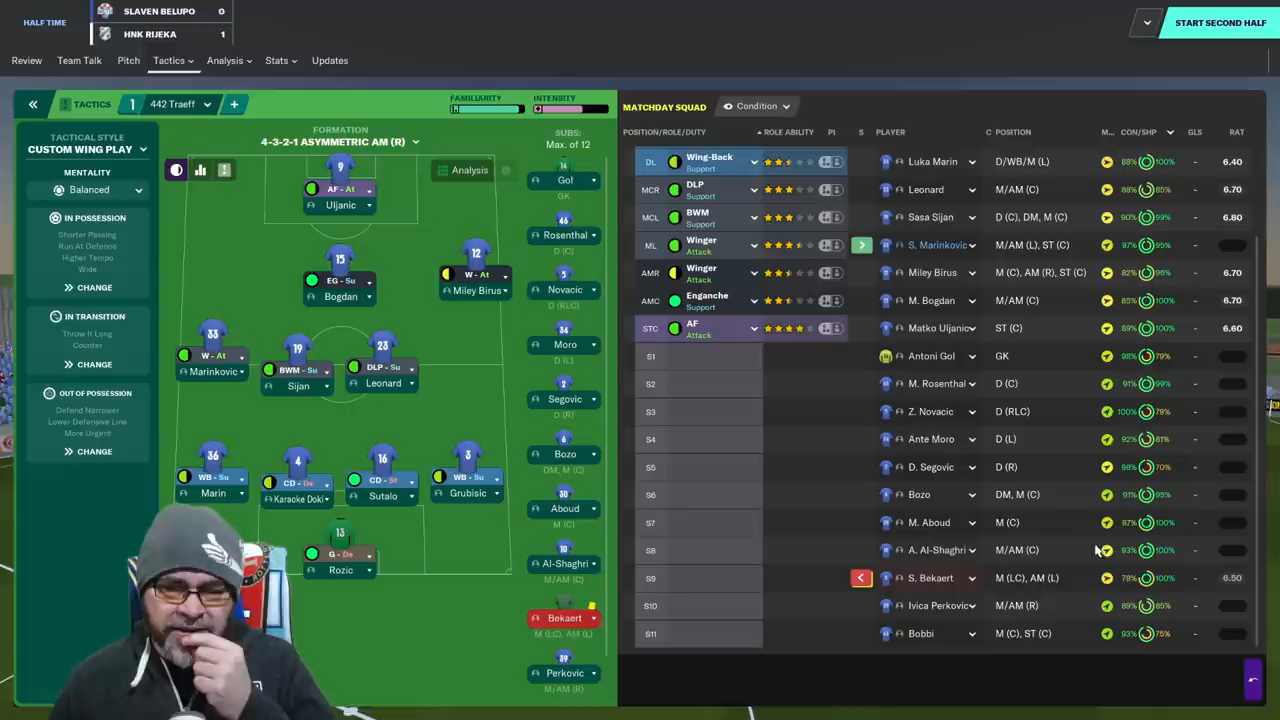 HALF TIME
SLAVEN BELUPO 0
HNK RIJEKA 1
START SECOND HALF
Review Team Talk Pitch Tactics Analysis Stats Updates
TACTICS 1 442 Traeff +
FAMILIARITY INTENSITY
TACTICAL STYLE
CUSTOM WING PLAY
MENTALITY
Balanced
IN POSSESSION
Shorter Passing
Run At Defence
Higher Tempo
Wide
CHANGE
IN TRANSITION
Throw It Long
Counter
CHANGE
OUT OF POSSESSION
Defend Narrower
Lower Defensive Line
More Urgent
CHANGE
FORMATION
4-3-2-1 ASYMMETRIC AM (R)
Analysis
9
AF - At
Uljanic
15
EG - Su
Bogdan
12
W - At
Miley Birus
33
W - At
Marinkovic
19
BWM - Su
Sijan
23
DLP - Su
Leonard
36
WB - Su
Marin
4
CD - De
Karaoke Doki
16
CD - St
Sutalo
3
WB - Su
Grubisic
13
G - De
Rozic
SUBS:
Max. of 12
14
Gol
GK
46
Rosenthal
D (C)
5
Novacic
D (RLC)
34
Moro
D (L)
2
Segovic
D (R)
6
Bozo
DM, M (C)
30
Aboud
M (C)
10
Al-Shaghri
M/AM (C)
Bekaert
M (LC), AM (L)
39
Perkovic
M/AM (R)
MATCHDAY SQUAD Condition
POSITION/ROLE/DUTY ROLE ABILITY PI S PLAYER C POSITION M... CON/SHP GLS RAT
DL Wing-Back Support Luka Marin D/WB/M (L) 88% 100% - 6.40
MCR DLP Support Leonard M/AM (C) 88% 85% - 6.70
MCL BWM Support Sasa Sijan D (C), DM, M (C) 90% 99% - 6.80
ML Winger Attack S. Marinkovic M/AM (L), ST (C) 97% 95% -
AMR Winger Attack Miley Birus M (C), AM (R), ST (C) 82% 96% - 6.70
AMC Enganche Support M. Bogdan M/AM (C) 85% 100% - 6.70
STC AF Attack Matko Uljanic ST (C) 89% 100% - 6.60
S1 Antoni Gol GK 98% 79% -
S2 M. Rosenthal D (C) 91% 99% -
S3 Z. Novacic D (RLC) 100% 79% -
S4 Ante Moro D (L) 92% 81% -
S5 D. Segovic D (R) 98% 70% -
S6 Bozo DM, M (C) 91% 95% -
S7 M. Aboud M (C) 87% 100% -
S8 A. Al-Shaghri M/AM (C) 93% 100% -
S9 S. Bekaert M (LC), AM (L) 78% 100% - 6.50
S10 Ivica Perkovic M/AM (R) 89% 85% -
S11 Bobbi M (C), ST (C) 93% 75% -